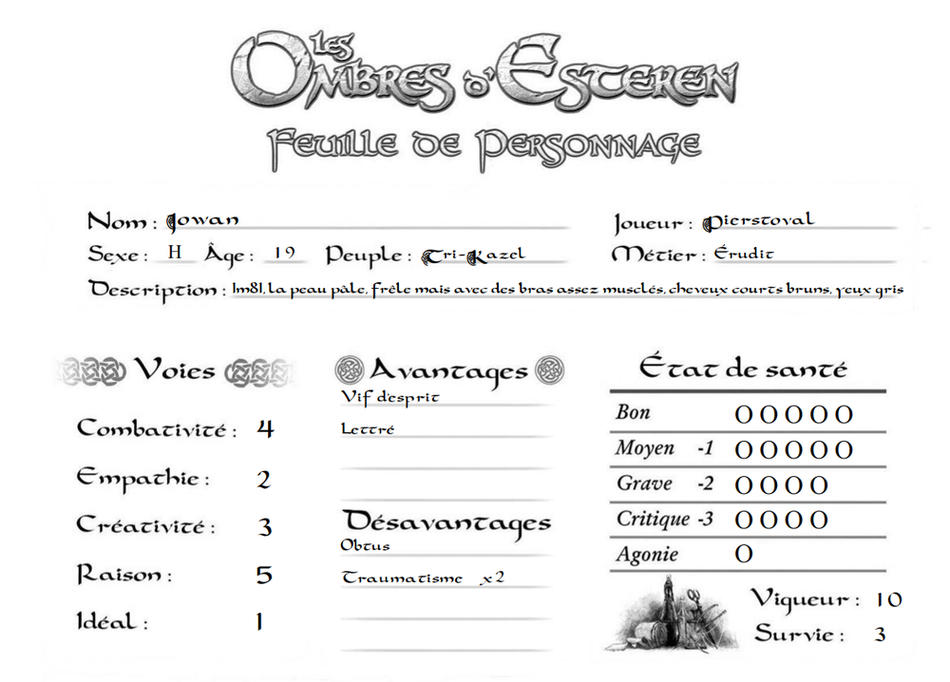 Les
Ombres d'Esteren
Feuille de Personnage
Nom : Jowan
Joueur : Pierstoval
Sexe : H Âge : 19 Peuple : Tri-Kazel
Métier : Érudit
Description : 1m81, la peau pâle, frêle mais avec des bras assez musclés, cheveux courts bruns, yeux gris
Voies
Combativité : 4
Empathie : 2
Créativité : 3
Raison : 5
Idéal : 1
Avantages
Vif d'esprit
Lettré
Désavantages
Obtus
Traumatisme x2
État de santé
Bon O O O O O
Moyen -1 O O O O O
Grave -2 O O O O
Critique -3 O O O O
Agonie O
Vigueur : 10
Survie : 3